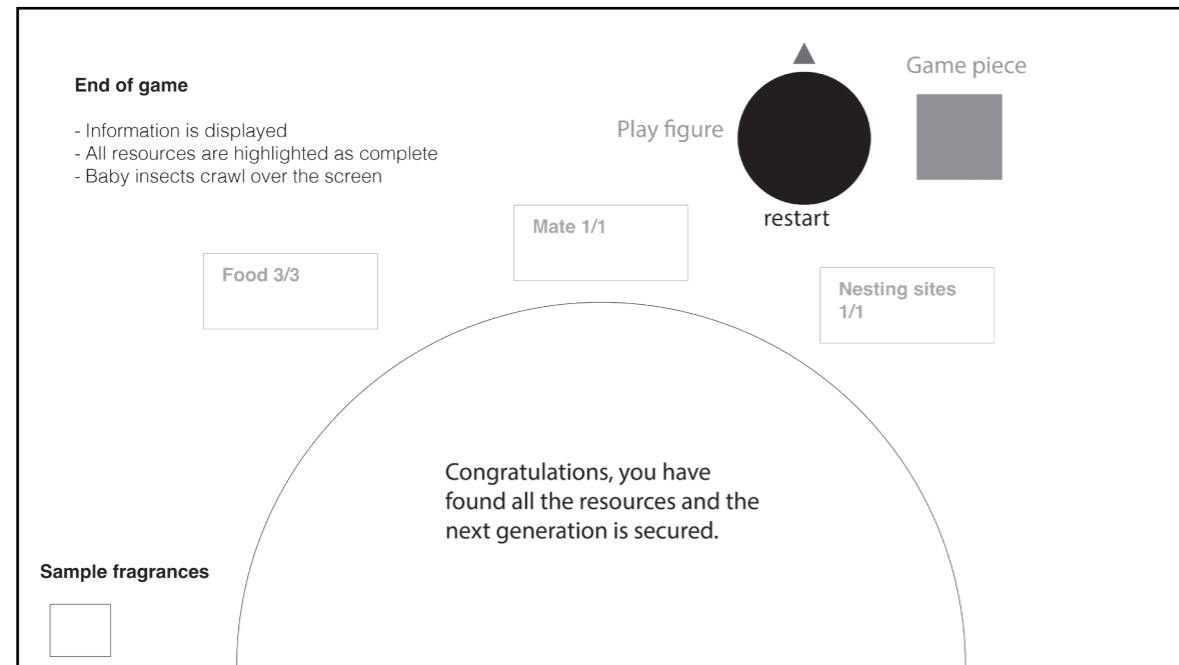 End of game
- Information is displayed
- All resources are highlighted as complete
- Baby insects crawl over the screen
Game piece
Play figure
restart
Mate 1/1
Food 3/3
Nesting sites
1/1
Congratulations, you have
found all the resources and the
next generation is secured.
Sample fragrances